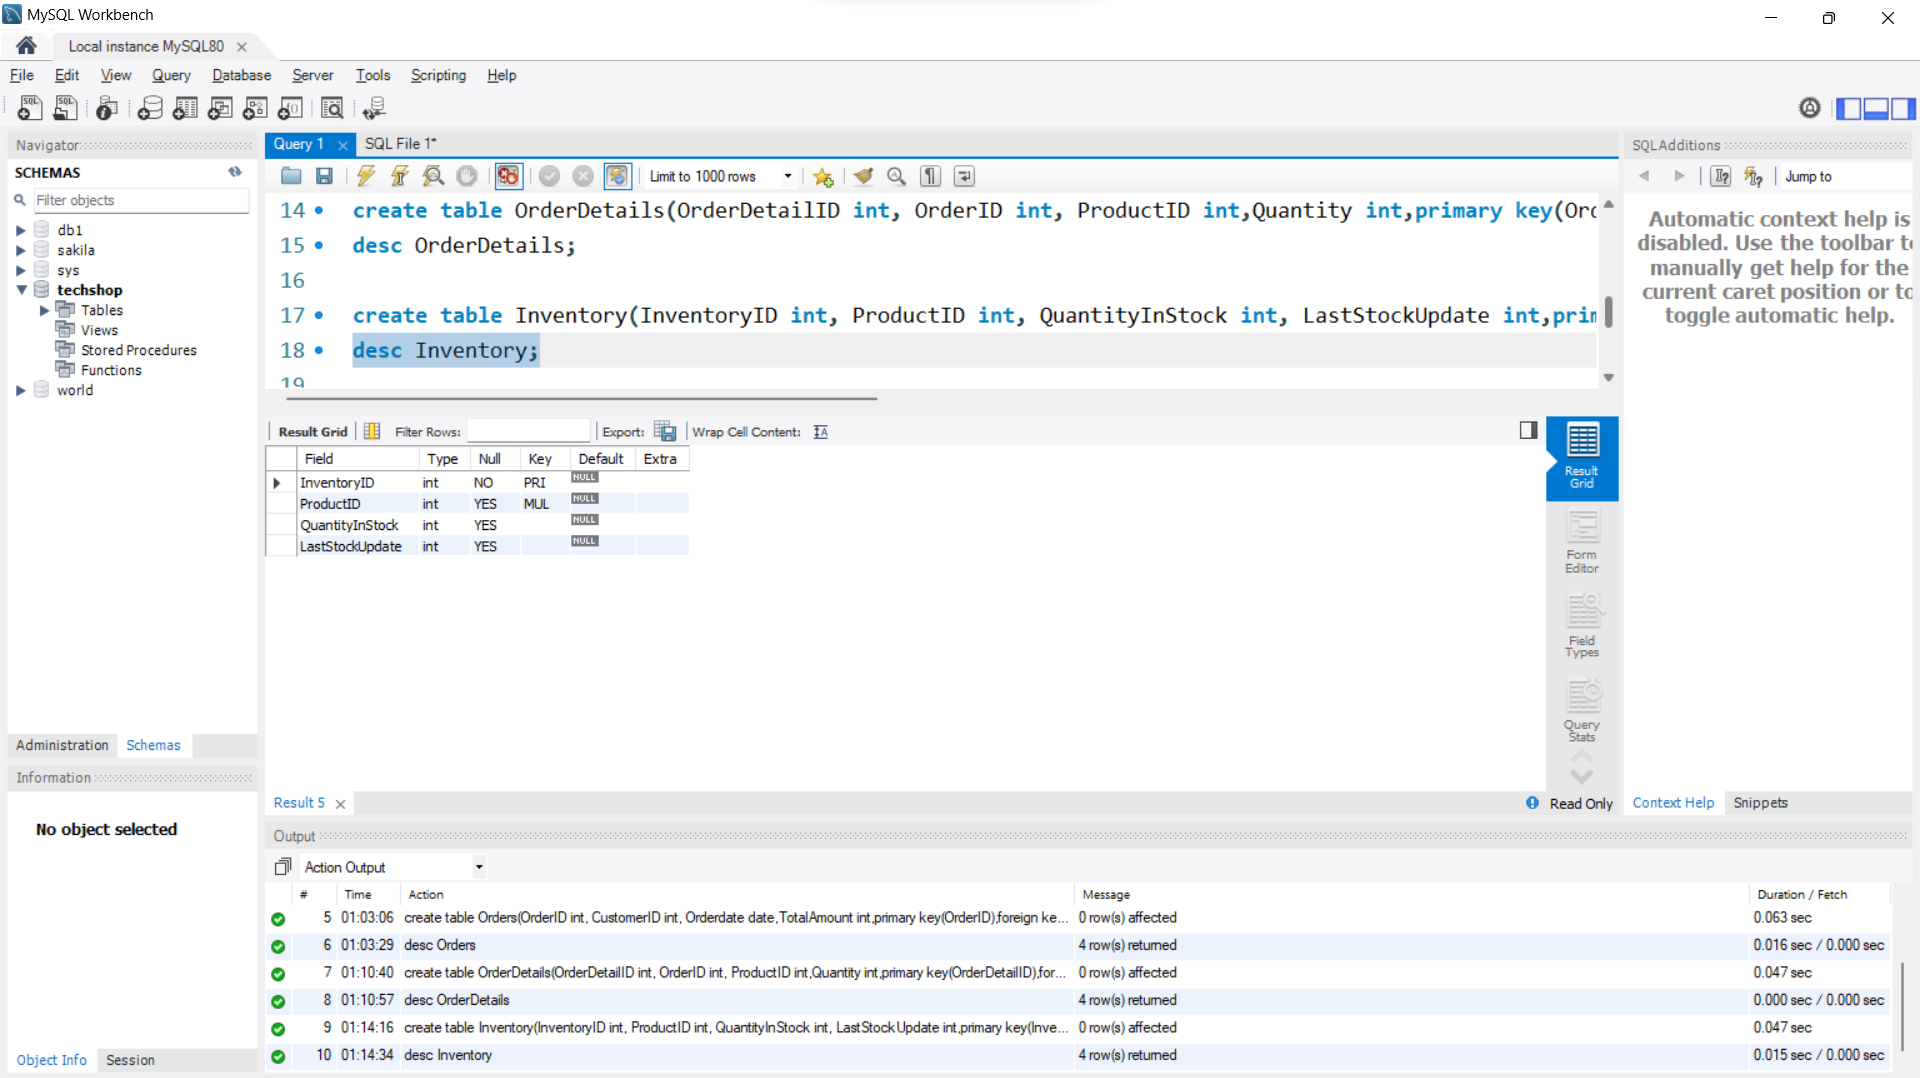 MySQL Workbench
Local instance MySQL80
File Edit View Query Database Server Tools Scripting Help
Navigator
SCHEMAS
Filter objects
db1
sakila
sys
techshop
Tables
Views
Stored Procedures
Functions
world
Administration Schemas
Information
No object selected
Object Info Session
Query 1 SQL File 1*
Limit to 1000 rows
14 create table OrderDetails(OrderDetailID int, OrderID int, ProductID int,Quantity int,primary key(Orc
15 desc OrderDetails;
16
17 create table Inventory(InventoryID int, ProductID int, QuantityInStock int, LastStockUpdate int,prim
18 desc Inventory;
19
Result Grid Filter Rows: Export: Wrap Cell Content:
Field Type Null Key Default Extra
InventoryID int NO PRI NULL
ProductID int YES MUL NULL
QuantityInStock int YES NULL
LastStockUpdate int YES NULL
Result
Grid
Form
Editor
Field
Types
Query
Stats
Result 5 Read Only
SQLAdditions
Jump to
Automatic context help is
disabled. Use the toolbar to
manually get help for the
current caret position or to
toggle automatic help.
Context Help Snippets
Output
Action Output
# Time Action Message Duration / Fetch
5 01:03:06 create table Orders(OrderID int, CustomerID int, Orderdate date,TotalAmount int,primary key(OrderID),foreign ke... 0 row(s) affected 0.063 sec
6 01:03:29 desc Orders 4 row(s) returned 0.016 sec / 0.000 sec
7 01:10:40 create table OrderDetails(OrderDetailID int, OrderID int, ProductID int,Quantity int,primary key(OrderDetailID),for... 0 row(s) affected 0.047 sec
8 01:10:57 desc OrderDetails 4 row(s) returned 0.000 sec / 0.000 sec
9 01:14:16 create table Inventory(InventoryID int, ProductID int, QuantityInStock int, LastStockUpdate int,primary key(Inve... 0 row(s) affected 0.047 sec
10 01:14:34 desc Inventory 4 row(s) returned 0.015 sec / 0.000 sec